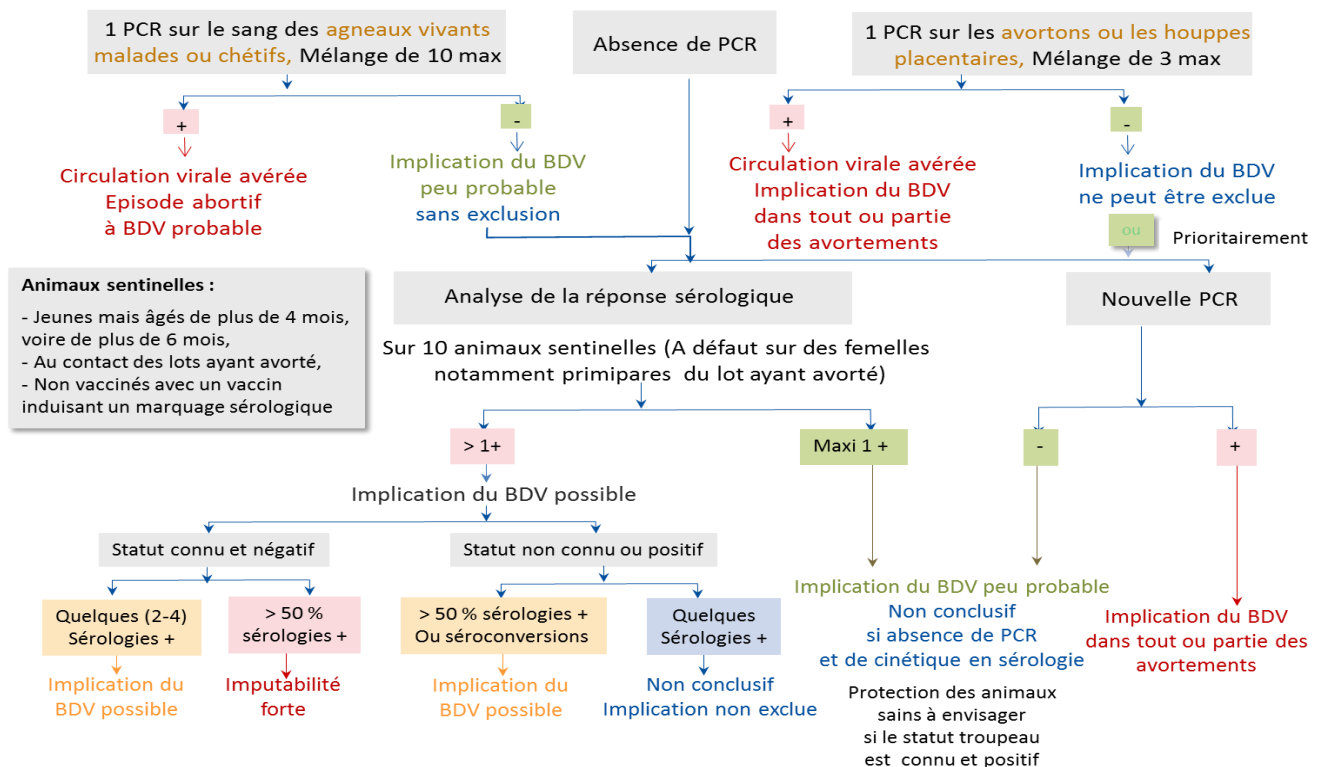 1 PCR sur le sang des agneaux vivants
malades ou chétifs, Mélange de 10 max
Absence de PCR
1 PCR sur les avortons ou les houppes
placentaires, Mélange de 3 max
+
-
+
-
Circulation virale avérée
Episode abortif
à BDV probable
Implication du BDV
peu probable
sans exclusion
Circulation virale avérée
Implication du BDV
dans tout ou partie
des avortements
Implication du BDV
ne peut être exclue
ou
Prioritairement
Animaux sentinelles :
- Jeunes mais âgés de plus de 4 mois,
voire de plus de 6 mois,
- Au contact des lots ayant avorté,
- Non vaccinés avec un vaccin
induisant un marquage sérologique
Analyse de la réponse sérologique
Nouvelle PCR
Sur 10 animaux sentinelles (A défaut sur des femelles
notamment primipares du lot ayant avorté)
> 1+
Maxi 1 +
-
+
Implication du BDV possible
Statut connu et négatif
Statut non connu ou positif
Quelques (2-4)
Sérologies +
> 50 %
sérologies +
> 50 % sérologies +
Ou séroconversions
Quelques
Sérologies +
Implication du
BDV possible
Imputabilité
forte
Implication du
BDV possible
Non conclusif
Implication non exclue
Implication du BDV peu probable
Non conclusif
si absence de PCR
et de cinétique en sérologie
Protection des animaux
sains à envisager
si le statut troupeau
est connu et positif
Implication du BDV
dans tout ou partie des
avortements